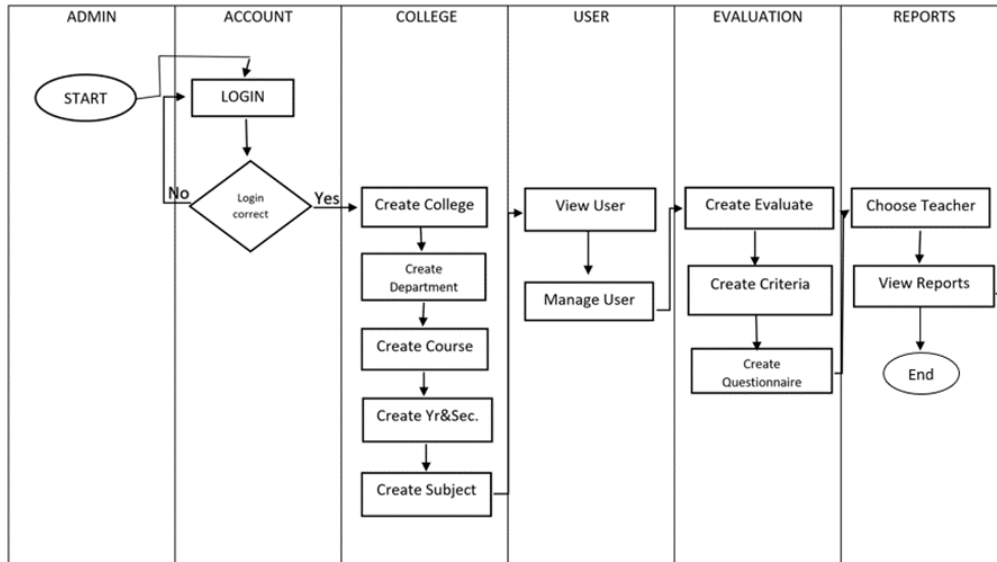 ADMIN
ACCOUNT
COLLEGE
USER
EVALUATION
REPORTS
START
LOGIN
No
Login
correct
Yes
Create College
Create
Department
Create Course
Create Yr&Sec.
Create Subject
View User
Manage User
Create Evaluate
Create Criteria
Create
Questionnaire
Choose Teacher
View Reports
End